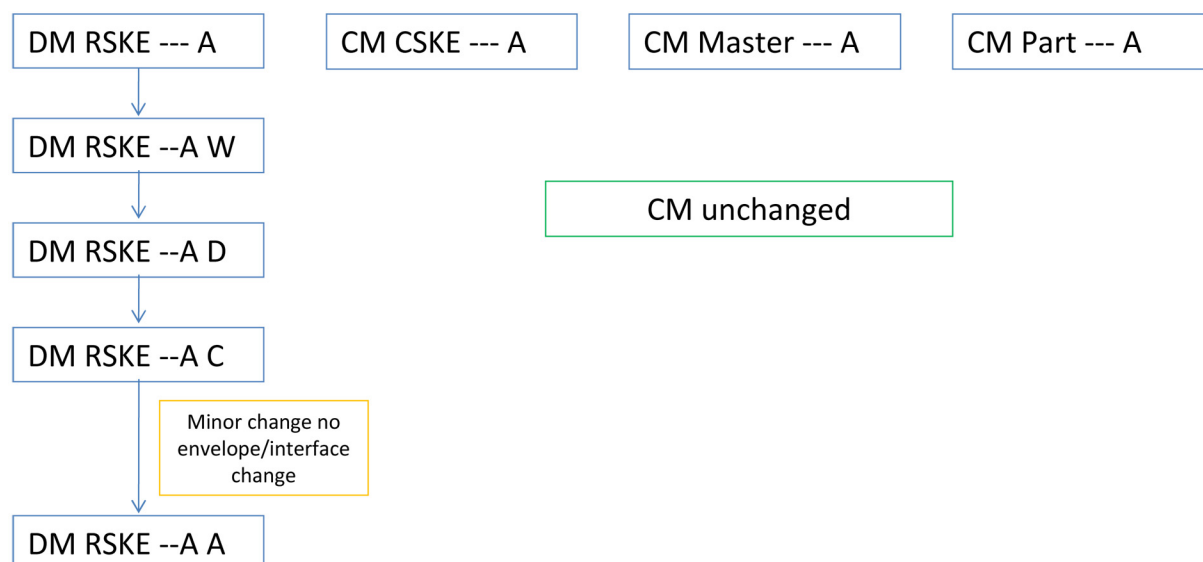 DM RSKE --- A
CM CSKE --- A
CM Master --- A
CM Part --- A
DM RSKE --A W
CM unchanged
DM RSKE --A D
DM RSKE --A C
Minor change no
envelope/interface
change
DM RSKE --A A